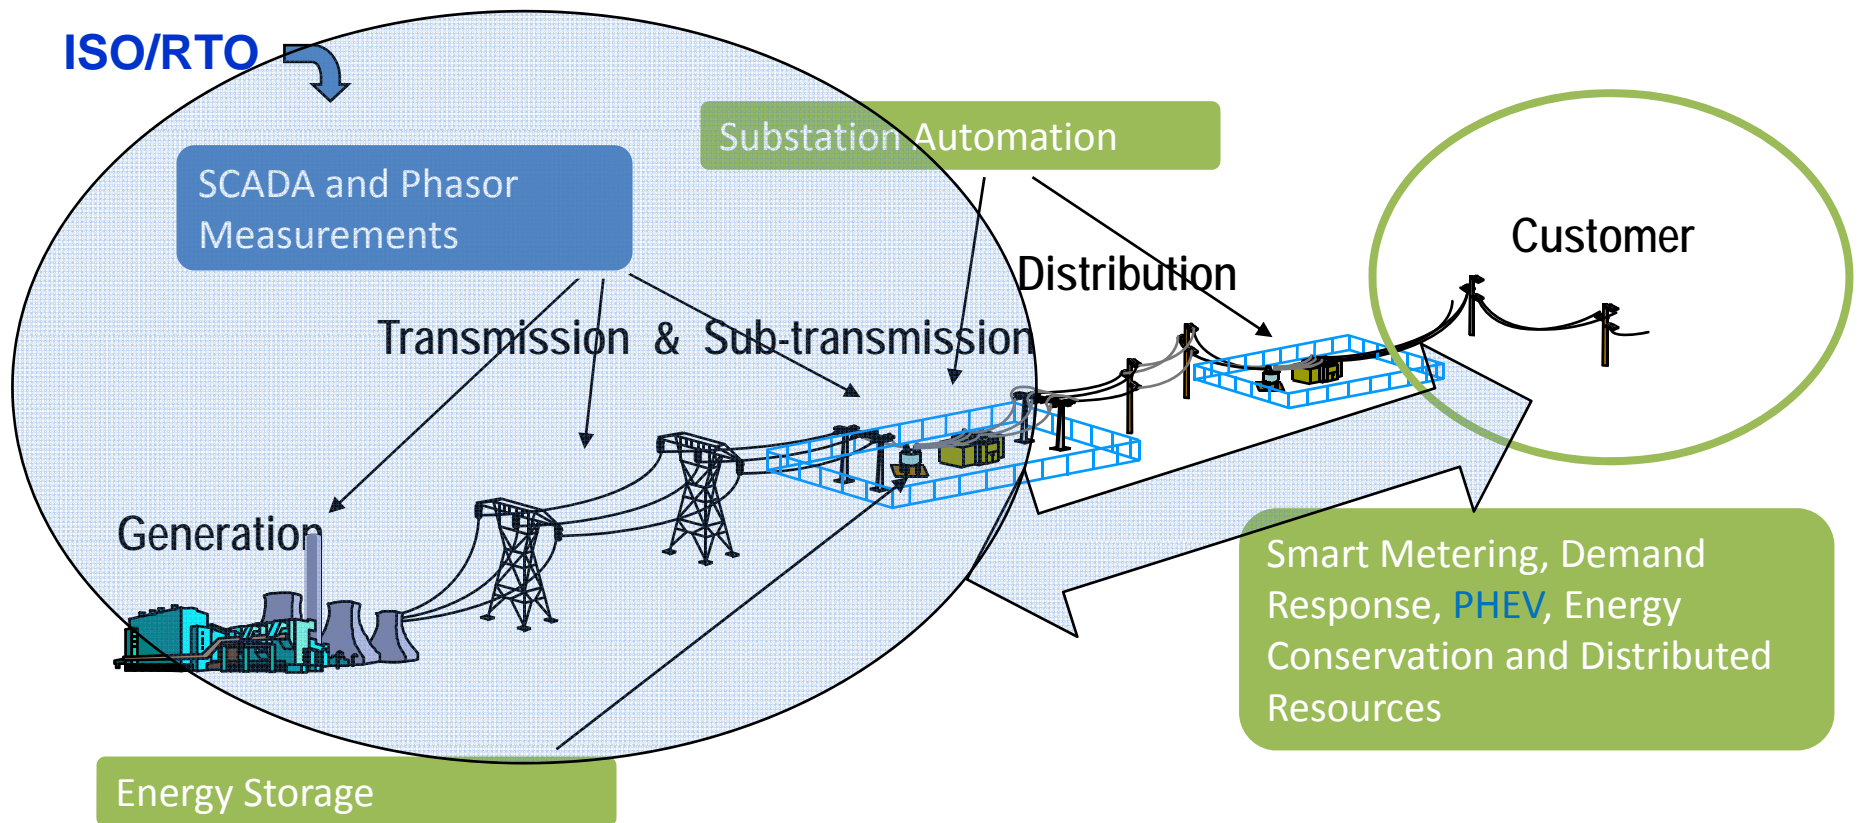 ISO/RTO
Substation Automation
SCADA and Phasor
Measurements
Customer
Distribution
Transmission & Sub-transmission
Generation
Smart Metering, Demand
Response, PHEV, Energy
Conservation and Distributed
Resources
Energy Storage